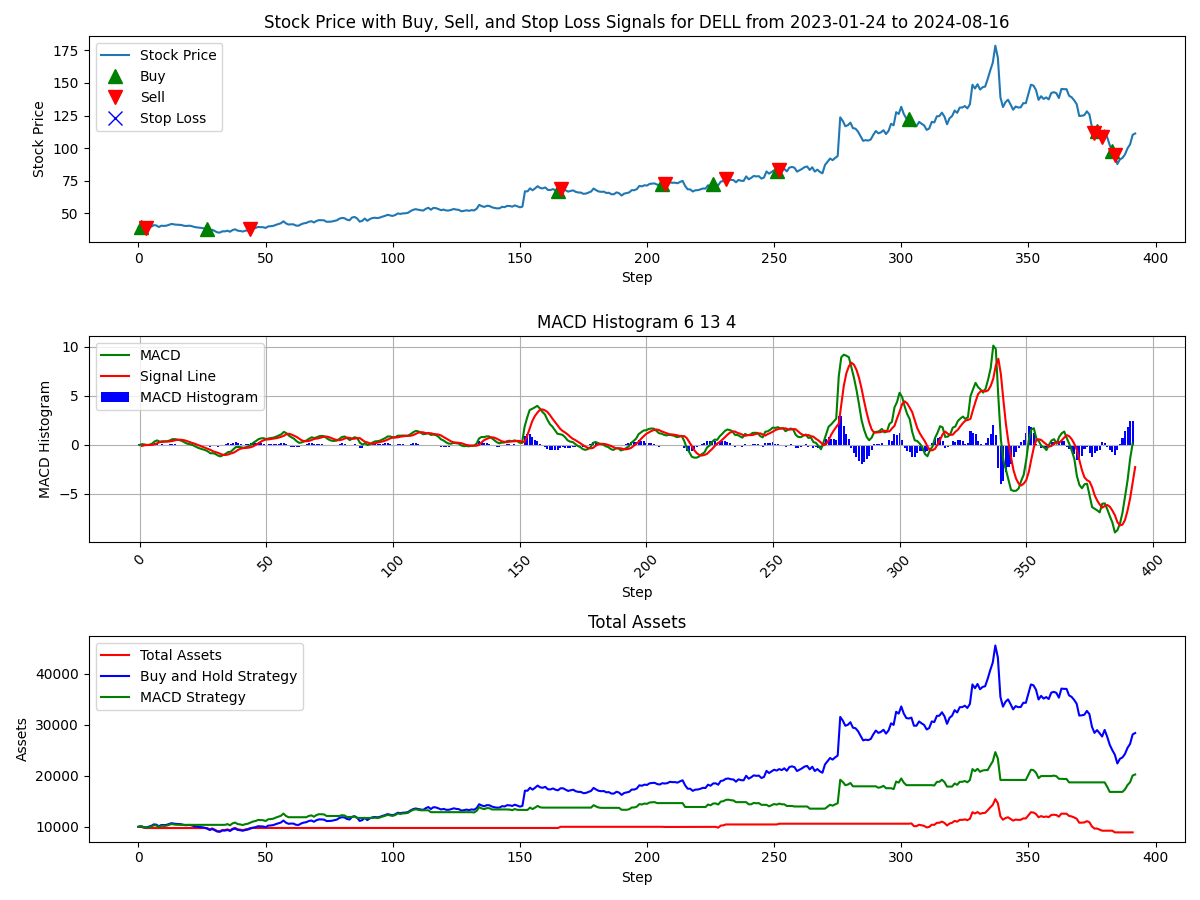 Stock Price with Buy, Sell, and Stop Loss Signals for DELL from 2023-01-24 to 2024-08-16
Stock Price
175
150
125
100
75
50
Stock Price
Buy
Sell
Stop Loss
0 50 100 150 200 250 300 350 400
Step
MACD Histogram 6 13 4
MACD Histogram
10
5
0
−5
MACD
Signal Line
MACD Histogram
0 50 100 150 200 250 300 350 400
Step
Total Assets
Assets
40000
30000
20000
10000
Total Assets
Buy and Hold Strategy
MACD Strategy
0 50 100 150 200 250 300 350 400
Step